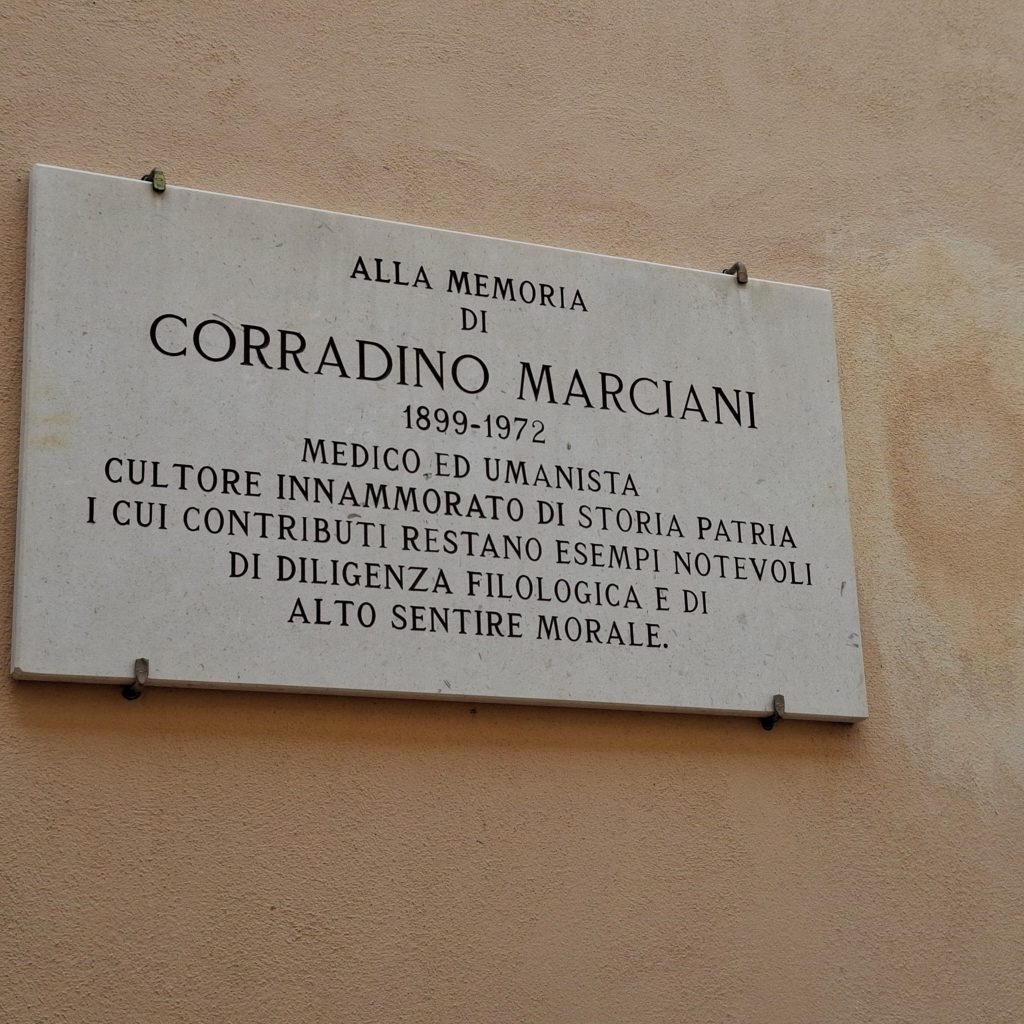 ALLA MEMORIA
DI
CORRADINO MARCIANI
1899-1972
MEDICO ED UMANISTA
CULTORE INNAMMORATO DI STORIA PATRIA
I CUI CONTRIBUTI RESTANO ESEMPI NOTEVOLI
DI DILIGENZA FILOLOGICA E DI
ALTO SENTIRE MORALE.